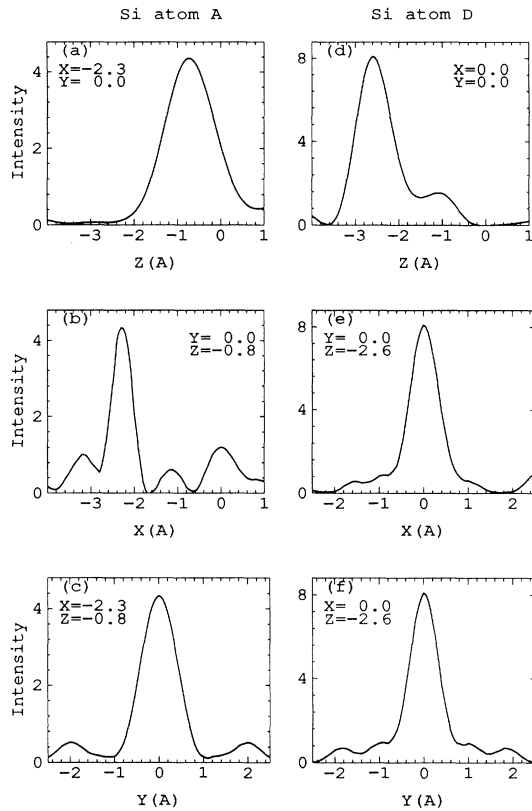 Si atom A
Si atom D
(a)
X=-2.3
Y= 0.0
Intensity
4
2
0
-3 -2 -1 0 1
Z(A)
(d)
X=0.0
Y=0.0
8
4
0
-3 -2 -1 0 1
Z(A)
(b)
Y= 0.0
Z=-0.8
Intensity
4
2
0
-3 -2 -1 0 1
X(A)
(e)
Y= 0.0
Z=-2.6
8
4
0
-2 -1 0 1 2
X(A)
(c)
X=-2.3
Z=-0.8
Intensity
4
2
0
-2 -1 0 1 2
Y(A)
(f)
X= 0.0
Z=-2.6
8
4
0
-2 -1 0 1 2
Y(A)